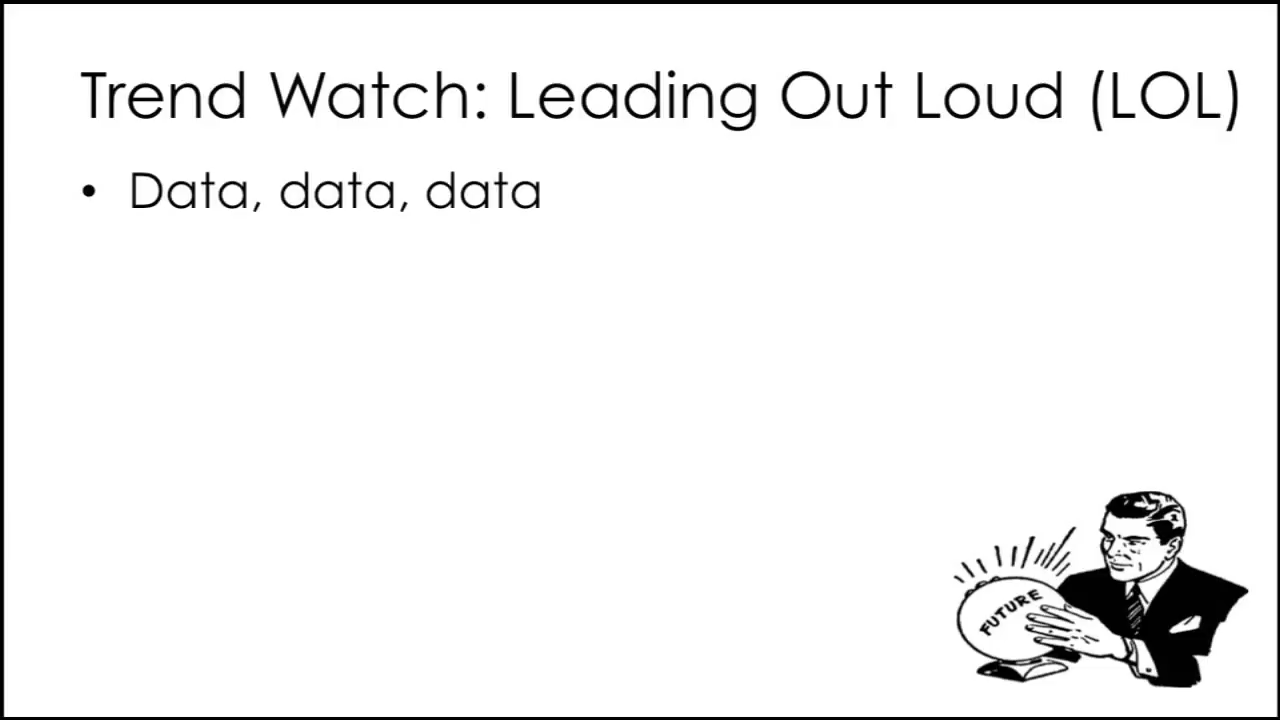 Trend Watch: Leading Out Loud (LOL)
• Data, data, data
FUTURE